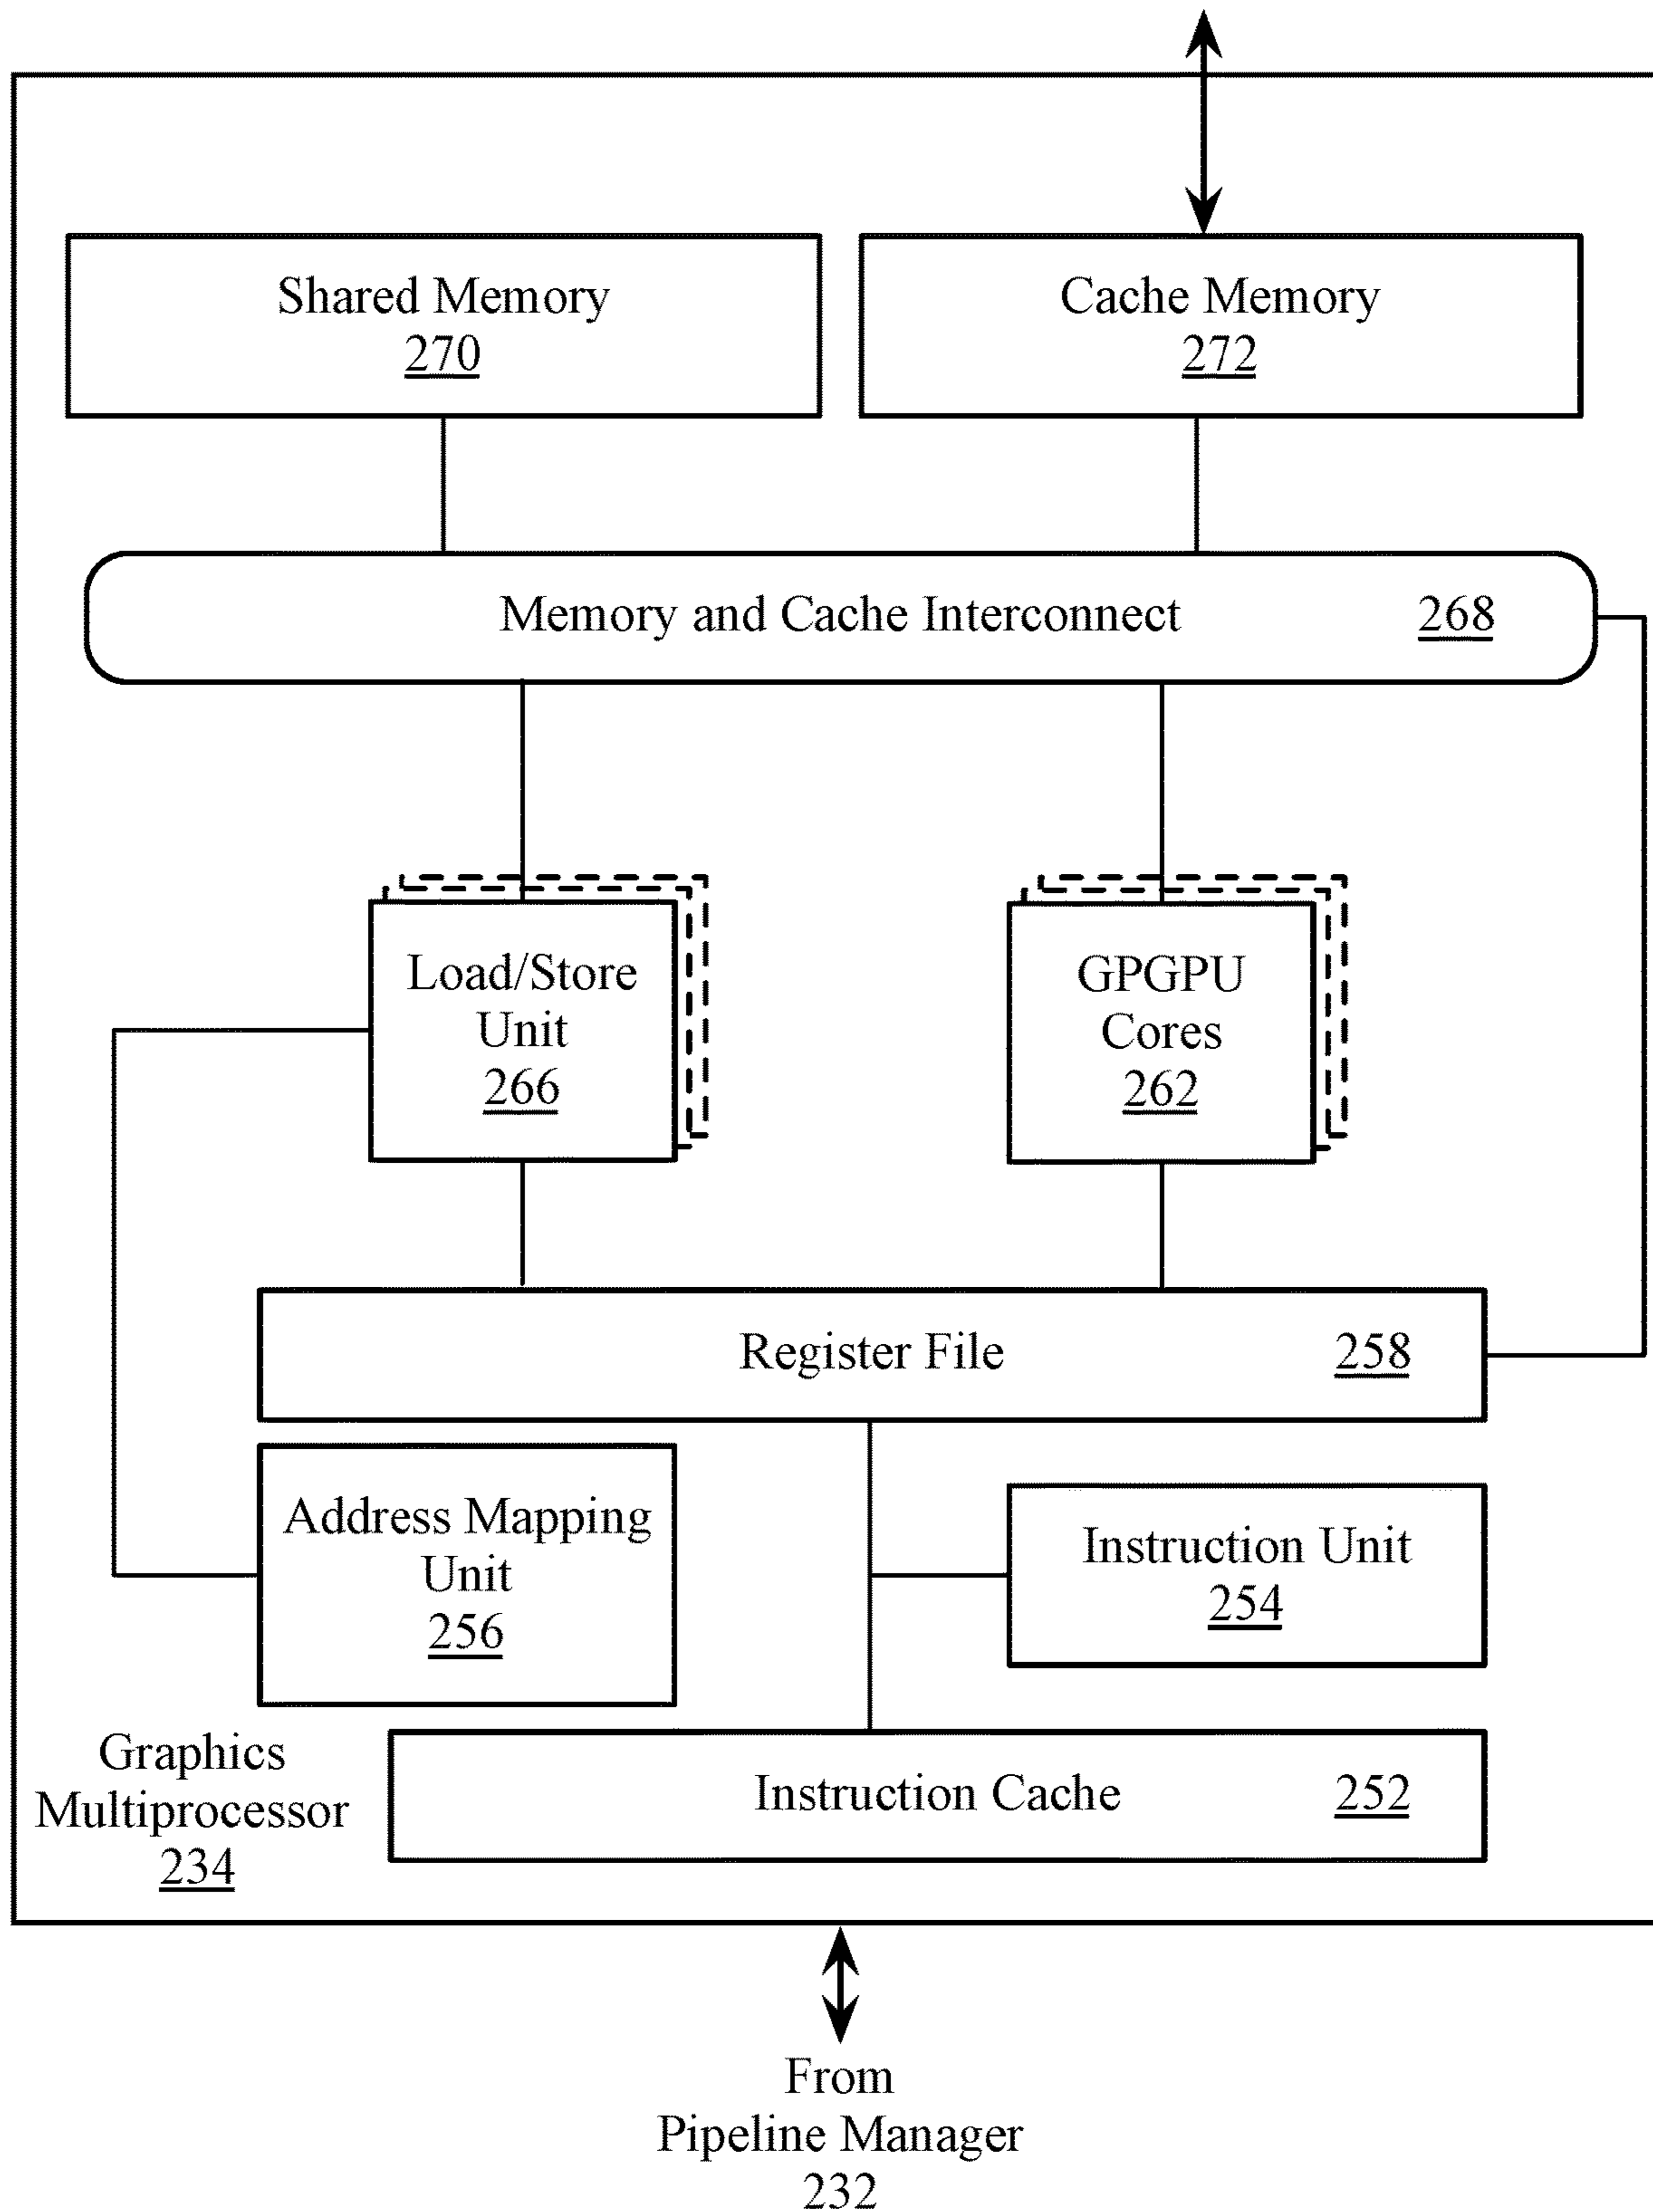 Shared Memory
270
Cache Memory
272
Memory and Cache Interconnect 268
Load/Store
Unit
266
GPGPU
Cores
262
Register File 258
Address Mapping
Unit
256
Instruction Unit
254
Graphics
Multiprocessor
234
Instruction Cache 252
From
Pipeline Manager
232